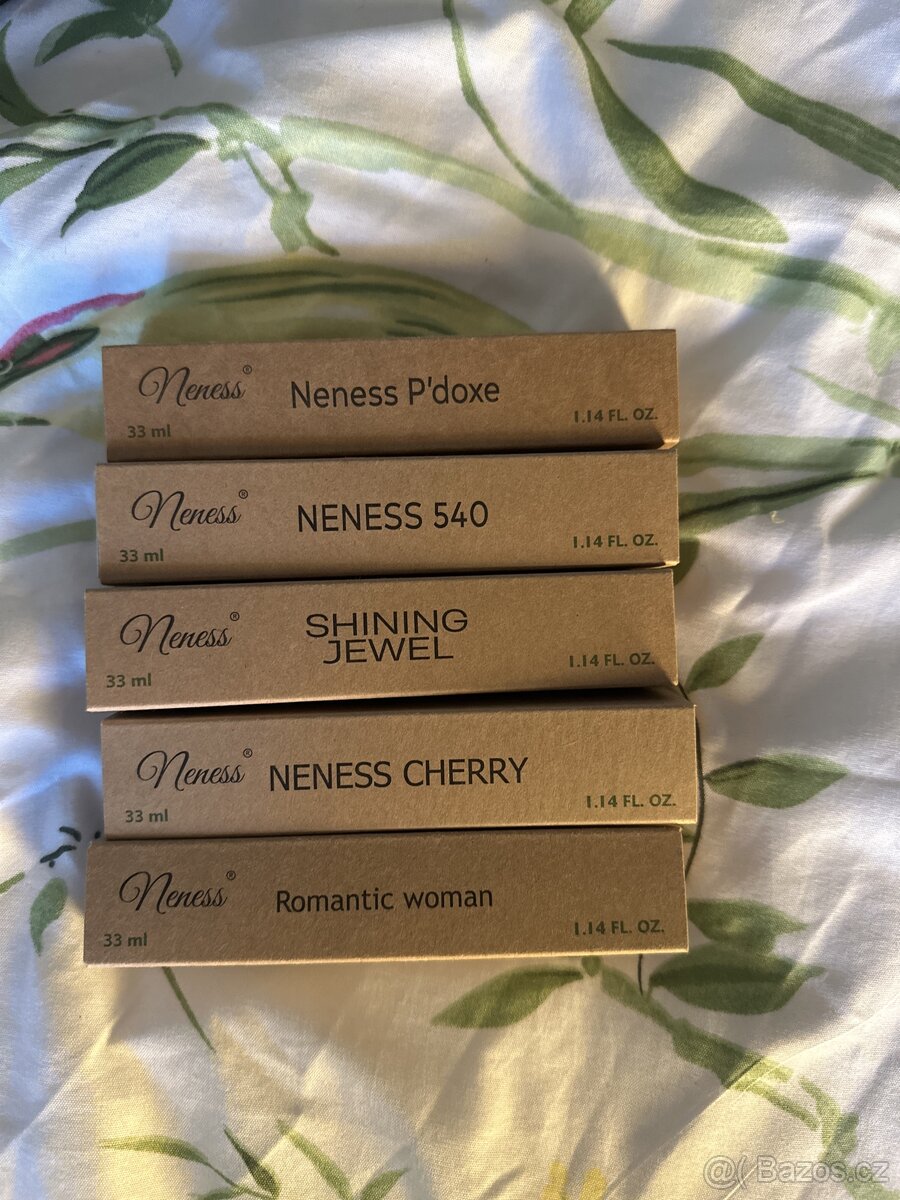 Neness®
Neness P'doxe
33 ml
1.14 FL. OZ.
Neness®
NENESS 540
33 ml
1.14 FL. OZ.
Neness®
SHINING
JEWEL
33 ml
1.14 FL. OZ.
Neness®
NENESS CHERRY
33 ml
1.14 FL. OZ.
Neness®
Romantic woman
33 ml
1.14 FL. OZ.
@( Bazos.cz